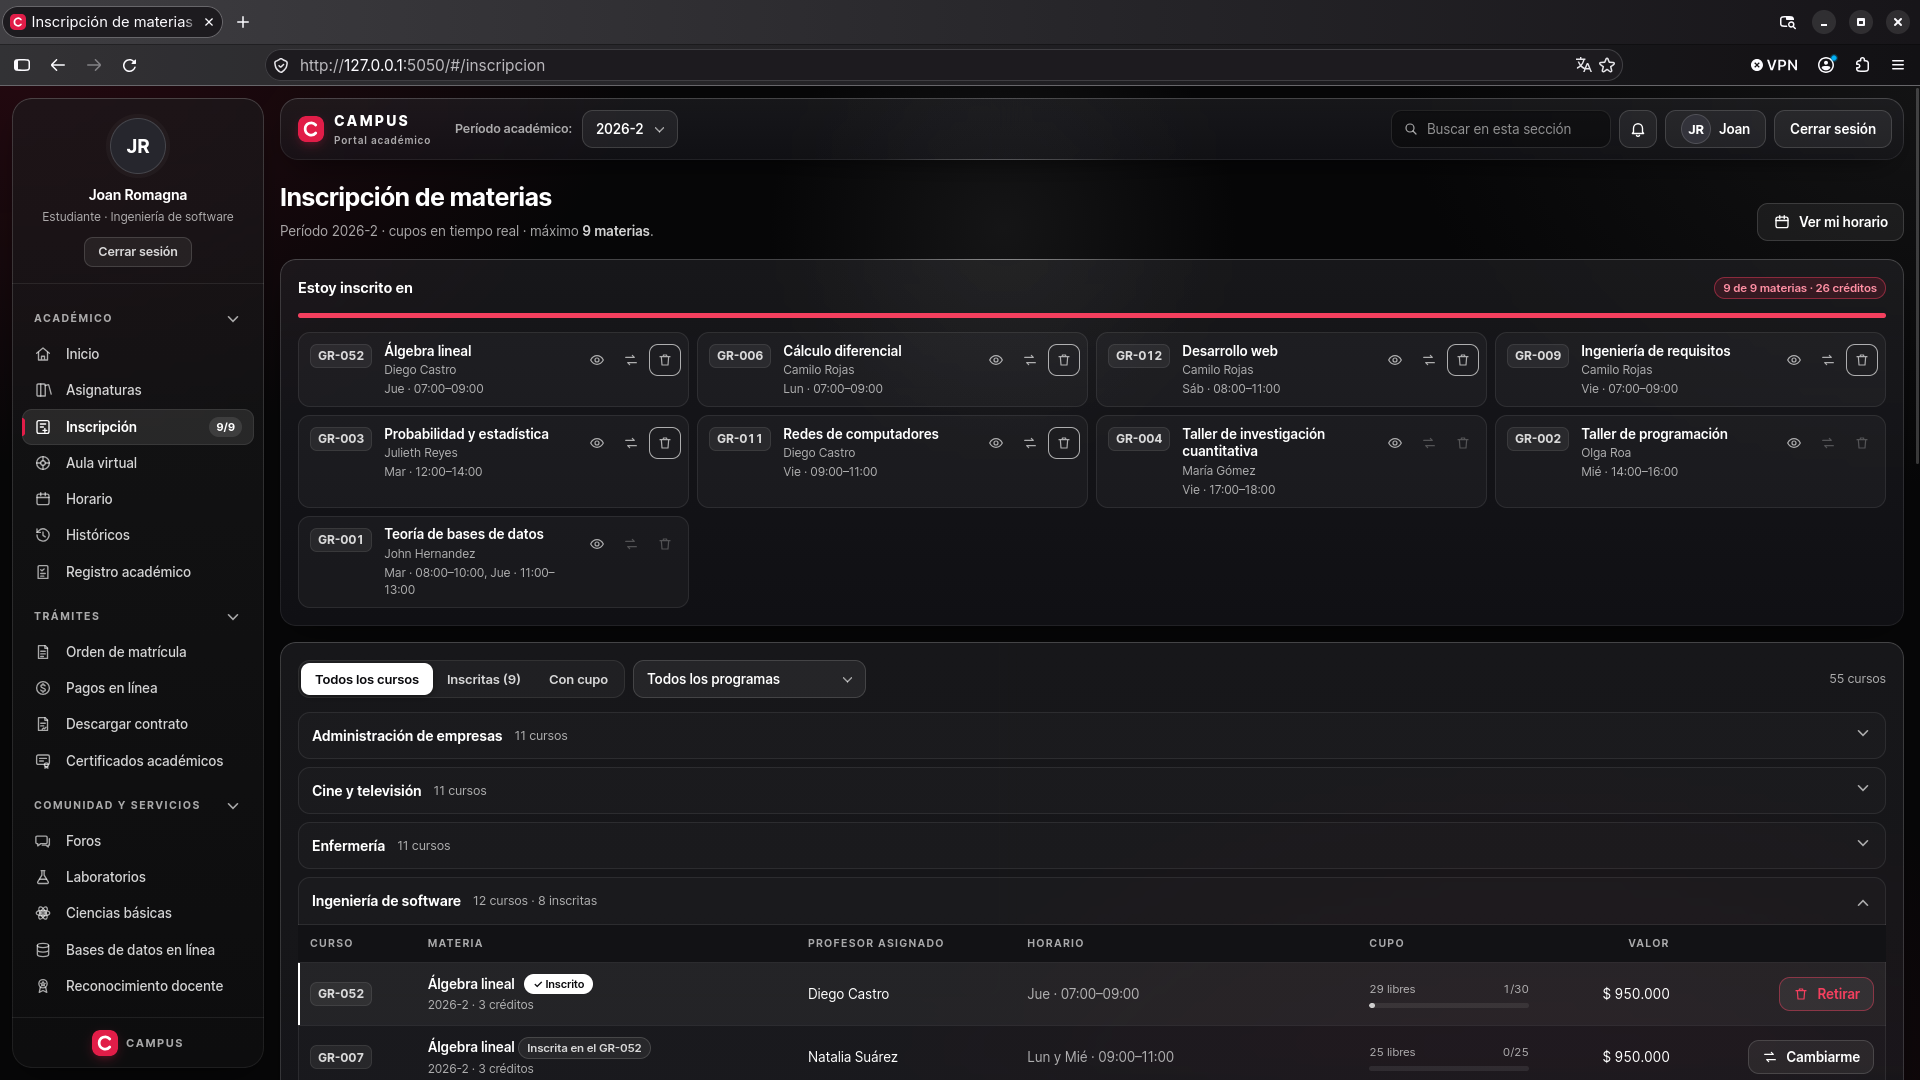 Inscripción de materias
http://127.0.0.1:5050/#/inscripcion
VPN
JR
Joan Romagna
Estudiante · Ingeniería de software
Cerrar sesión
ACADÉMICO
Inicio
Asignaturas
Inscripción 9/9
Aula virtual
Horario
Históricos
Registro académico
TRÁMITES
Orden de matrícula
Pagos en línea
Descargar contrato
Certificados académicos
COMUNIDAD Y SERVICIOS
Foros
Laboratorios
Ciencias básicas
Bases de datos en línea
Reconocimiento docente
C CAMPUS
C CAMPUS
Portal académico
Período académico: 2026-2
Buscar en esta sección
JR Joan
Cerrar sesión
Inscripción de materias
Período 2026-2 · cupos en tiempo real · máximo 9 materias.
Ver mi horario
Estoy inscrito en
9 de 9 materias · 26 créditos
GR-052 Álgebra lineal
Diego Castro
Jue · 07:00–09:00
GR-006 Cálculo diferencial
Camilo Rojas
Lun · 07:00–09:00
GR-012 Desarrollo web
Camilo Rojas
Sáb · 08:00–11:00
GR-009 Ingeniería de requisitos
Camilo Rojas
Vie · 07:00–09:00
GR-003 Probabilidad y estadística
Julieth Reyes
Mar · 12:00–14:00
GR-011 Redes de computadores
Diego Castro
Vie · 09:00–11:00
GR-004 Taller de investigación
cuantitativa
María Gómez
Vie · 17:00–18:00
GR-002 Taller de programación
Olga Roa
Mié · 14:00–16:00
GR-001 Teoría de bases de datos
John Hernandez
Mar · 08:00–10:00, Jue · 11:00–
13:00
Todos los cursos Inscritas (9) Con cupo Todos los programas 55 cursos
Administración de empresas 11 cursos
Cine y televisión 11 cursos
Enfermería 11 cursos
Ingeniería de software 12 cursos · 8 inscritas
CURSO MATERIA PROFESOR ASIGNADO HORARIO CUPO VALOR
GR-052 Álgebra lineal ✓ Inscrito
2026-2 · 3 créditos
Diego Castro Jue · 07:00–09:00 29 libres 1/30 $ 950.000 Retirar
GR-007 Álgebra lineal Inscrita en el GR-052
2026-2 · 3 créditos
Natalia Suárez Lun y Mié · 09:00–11:00 25 libres 0/25 $ 950.000 Cambiarme